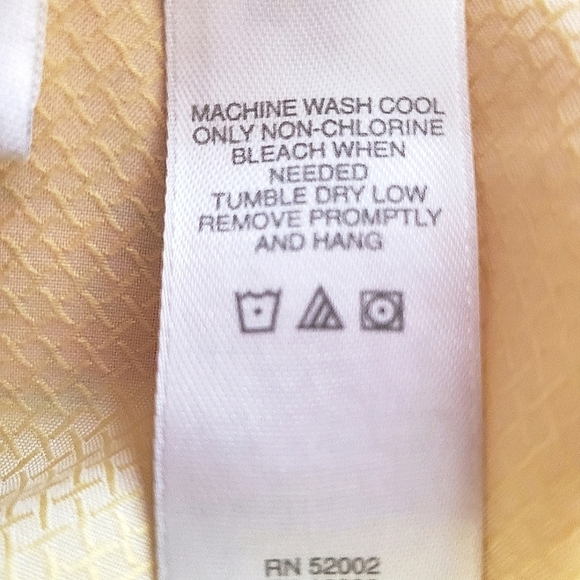 MACHINE WASH COOL
ONLY NON-CHLORINE
BLEACH WHEN
NEEDED
TUMBLE DRY LOW
REMOVE PROMPTLY
AND HANG
RN 52002